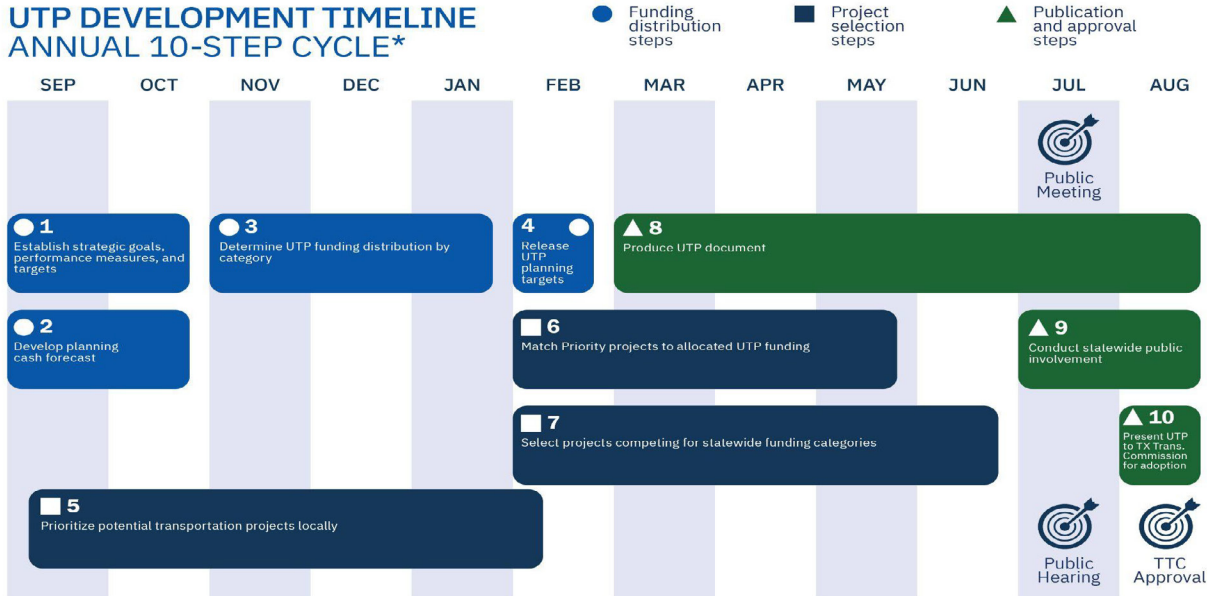 UTP DEVELOPMENT TIMELINE
ANNUAL 10-STEP CYCLE*
Funding
distribution
steps
Project
selection
steps
Publication
and approval
steps
SEP OCT NOV DEC JAN FEB MAR APR MAY JUN JUL AUG
Public
Meeting
1
Establish strategic goals,
performance measures, and
targets
3
Determine UTP funding distribution by
category
4
Release
UTP
planning
targets
8
Produce UTP document
2
Develop planning
cash forecast
6
Match Priority projects to allocated UTP funding
9
Conduct statewide public
involvement
7
Select projects competing for statewide funding categories
10
Present UTP
to TX Trans.
Commission
for adoption
5
Prioritize potential transportation projects locally
Public
Hearing
TTC
Approval